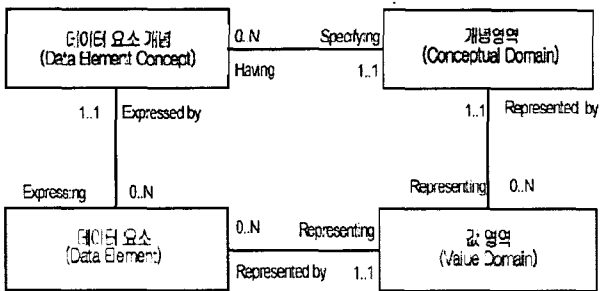 데이터 요소 개념
(Data Element Concept)
0..N
Specifying
Having
1..1
개념영역
(Conceptual Domain)
1..1
Expressed by
1..1
Represented by
Expressing
0..N
Representing
0..N
데이터 요소
(Data Element)
0..N
Representing
Represented by
1..1
값 영역
(Value Domain)